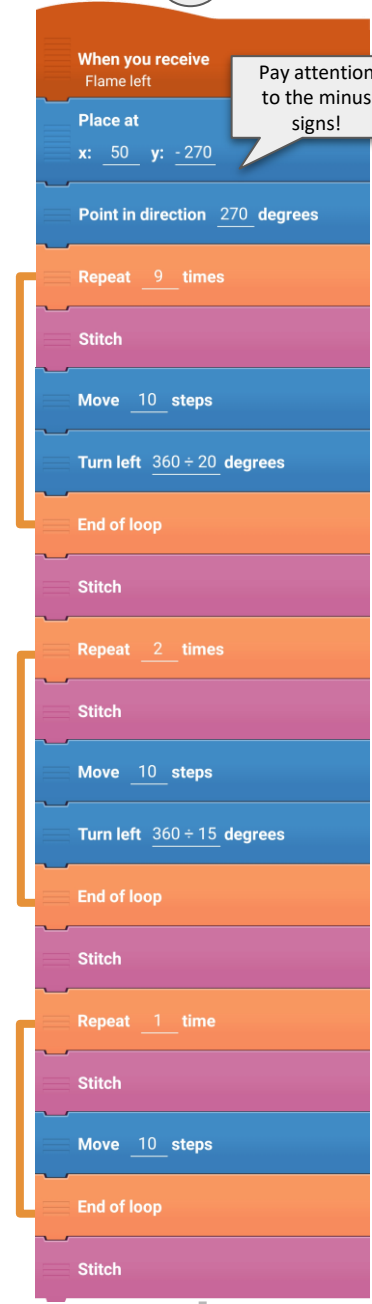 When you receive
Flame left
Pay attention
to the minus
signs!
Place at
x: 50 y: - 270
Point in direction 270 degrees
Repeat 9 times
Stitch
Move 10 steps
Turn left 360 ÷ 20 degrees
End of loop
Stitch
Repeat 2 times
Stitch
Move 10 steps
Turn left 360 ÷ 15 degrees
End of loop
Stitch
Repeat 1 time
Stitch
Move 10 steps
End of loop
Stitch